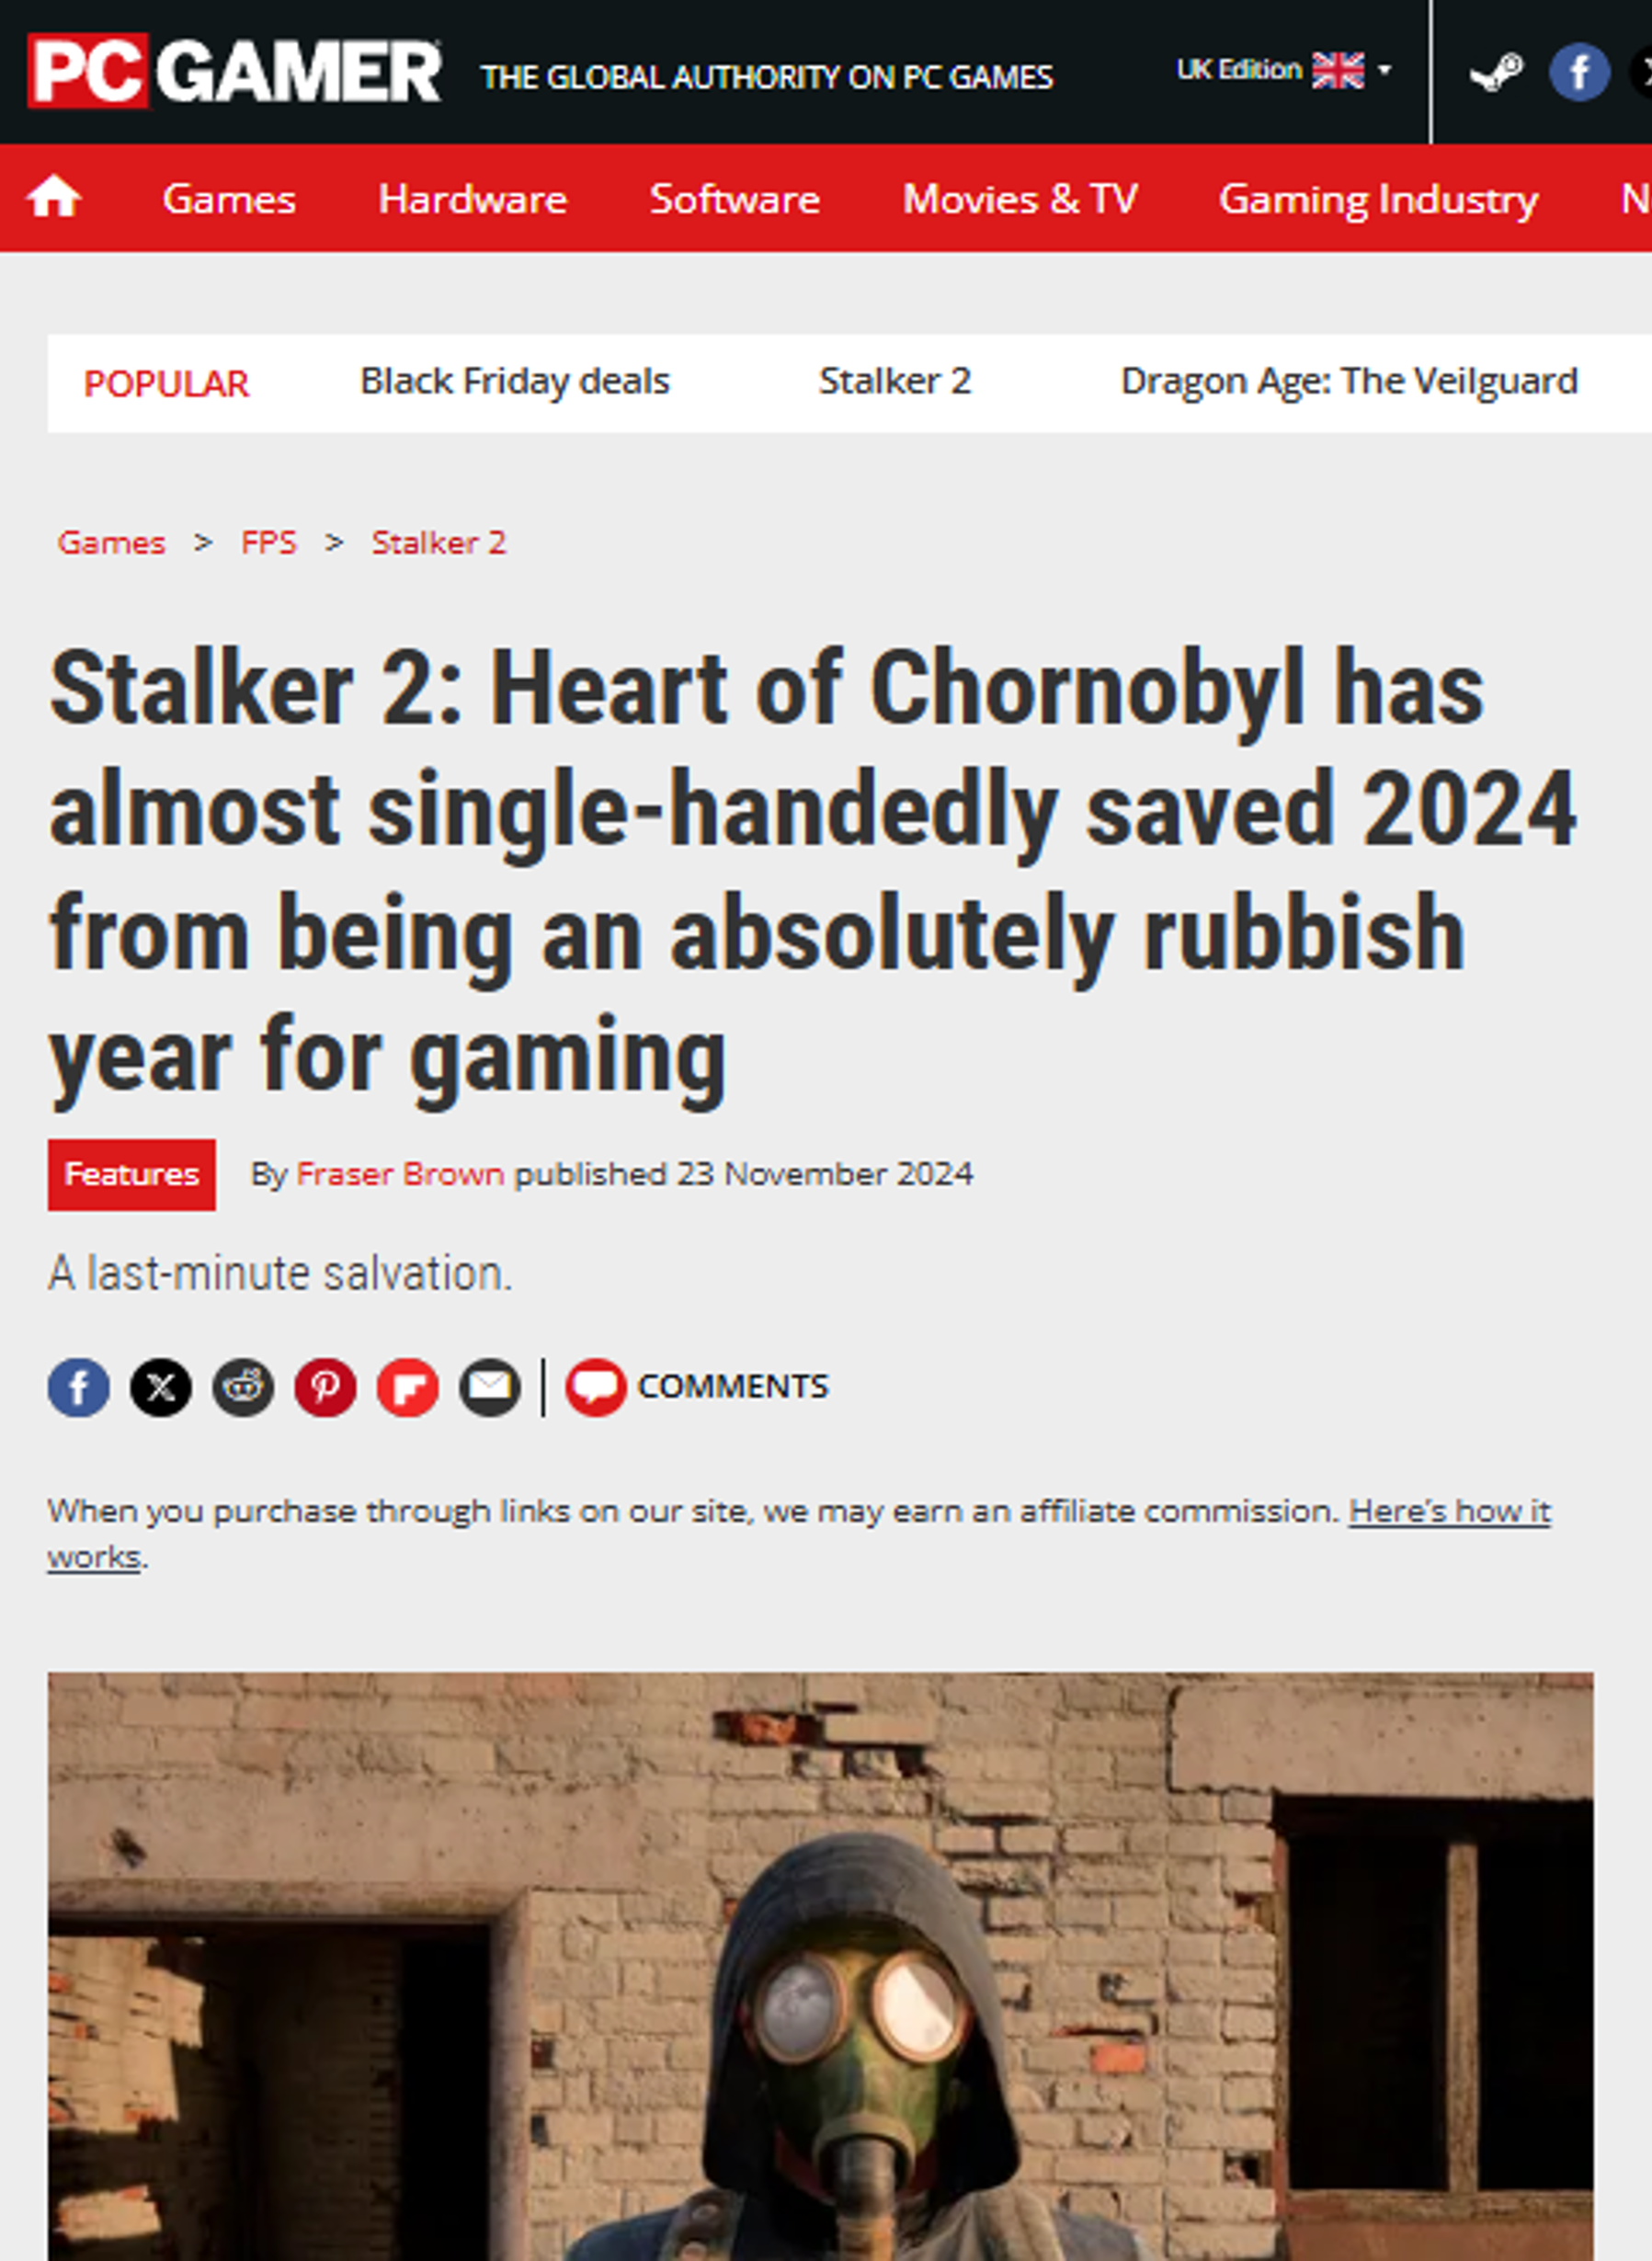 PC GAMER THE GLOBAL AUTHORITY ON PC GAMES UK Edition
Games Hardware Software Movies & TV Gaming Industry N
POPULAR Black Friday deals Stalker 2 Dragon Age: The Veilguard
Games > FPS > Stalker 2
Stalker 2: Heart of Chornobyl has
almost single-handedly saved 2024
from being an absolutely rubbish
year for gaming
Features By Fraser Brown published 23 November 2024
A last-minute salvation.
COMMENTS
When you purchase through links on our site, we may earn an affiliate commission. Here's how it
works.